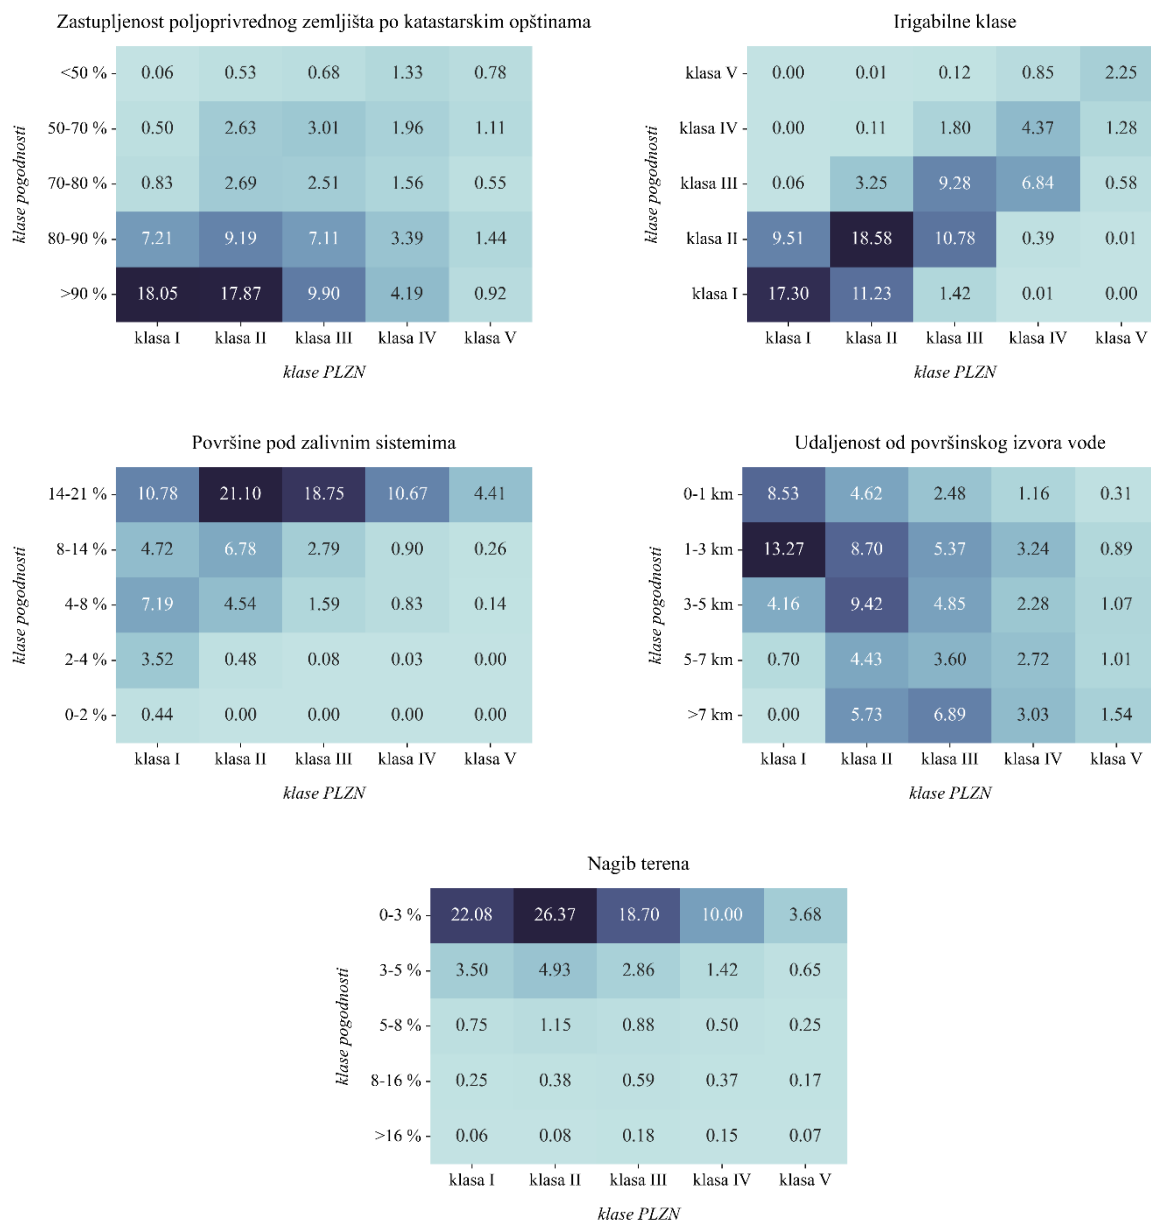 Zastupljenost poljoprivrednog zemljišta po katastarskim opštinama
klase pogodnosti
<50 % 0.06 0.53 0.68 1.33 0.78
50-70 % 0.50 2.63 3.01 1.96 1.11
70-80 % 0.83 2.69 2.51 1.56 0.55
80-90 % 7.21 9.19 7.11 3.39 1.44
>90 % 18.05 17.87 9.90 4.19 0.92
klasa I klasa II klasa III klasa IV klasa V
klase PLZN
Irigabilne klase
klase pogodnosti
klasa V 0.00 0.01 0.12 0.85 2.25
klasa IV 0.00 0.11 1.80 4.37 1.28
klasa III 0.06 3.25 9.28 6.84 0.58
klasa II 9.51 18.58 10.78 0.39 0.01
klasa I 17.30 11.23 1.42 0.01 0.00
klasa I klasa II klasa III klasa IV klasa V
klase PLZN
Površine pod zalivnim sistemima
klase pogodnosti
14-21 % 10.78 21.10 18.75 10.67 4.41
8-14 % 4.72 6.78 2.79 0.90 0.26
4-8 % 7.19 4.54 1.59 0.83 0.14
2-4 % 3.52 0.48 0.08 0.03 0.00
0-2 % 0.44 0.00 0.00 0.00 0.00
klasa I klasa II klasa III klasa IV klasa V
klase PLZN
Udaljenost od površinskog izvora vode
klase pogodnosti
0-1 km 8.53 4.62 2.48 1.16 0.31
1-3 km 13.27 8.70 5.37 3.24 0.89
3-5 km 4.16 9.42 4.85 2.28 1.07
5-7 km 0.70 4.43 3.60 2.72 1.01
>7 km 0.00 5.73 6.89 3.03 1.54
klasa I klasa II klasa III klasa IV klasa V
klase PLZN
Nagib terena
klase pogodnosti
0-3 % 22.08 26.37 18.70 10.00 3.68
3-5 % 3.50 4.93 2.86 1.42 0.65
5-8 % 0.75 1.15 0.88 0.50 0.25
8-16 % 0.25 0.38 0.59 0.37 0.17
>16 % 0.06 0.08 0.18 0.15 0.07
klasa I klasa II klasa III klasa IV klasa V
klase PLZN